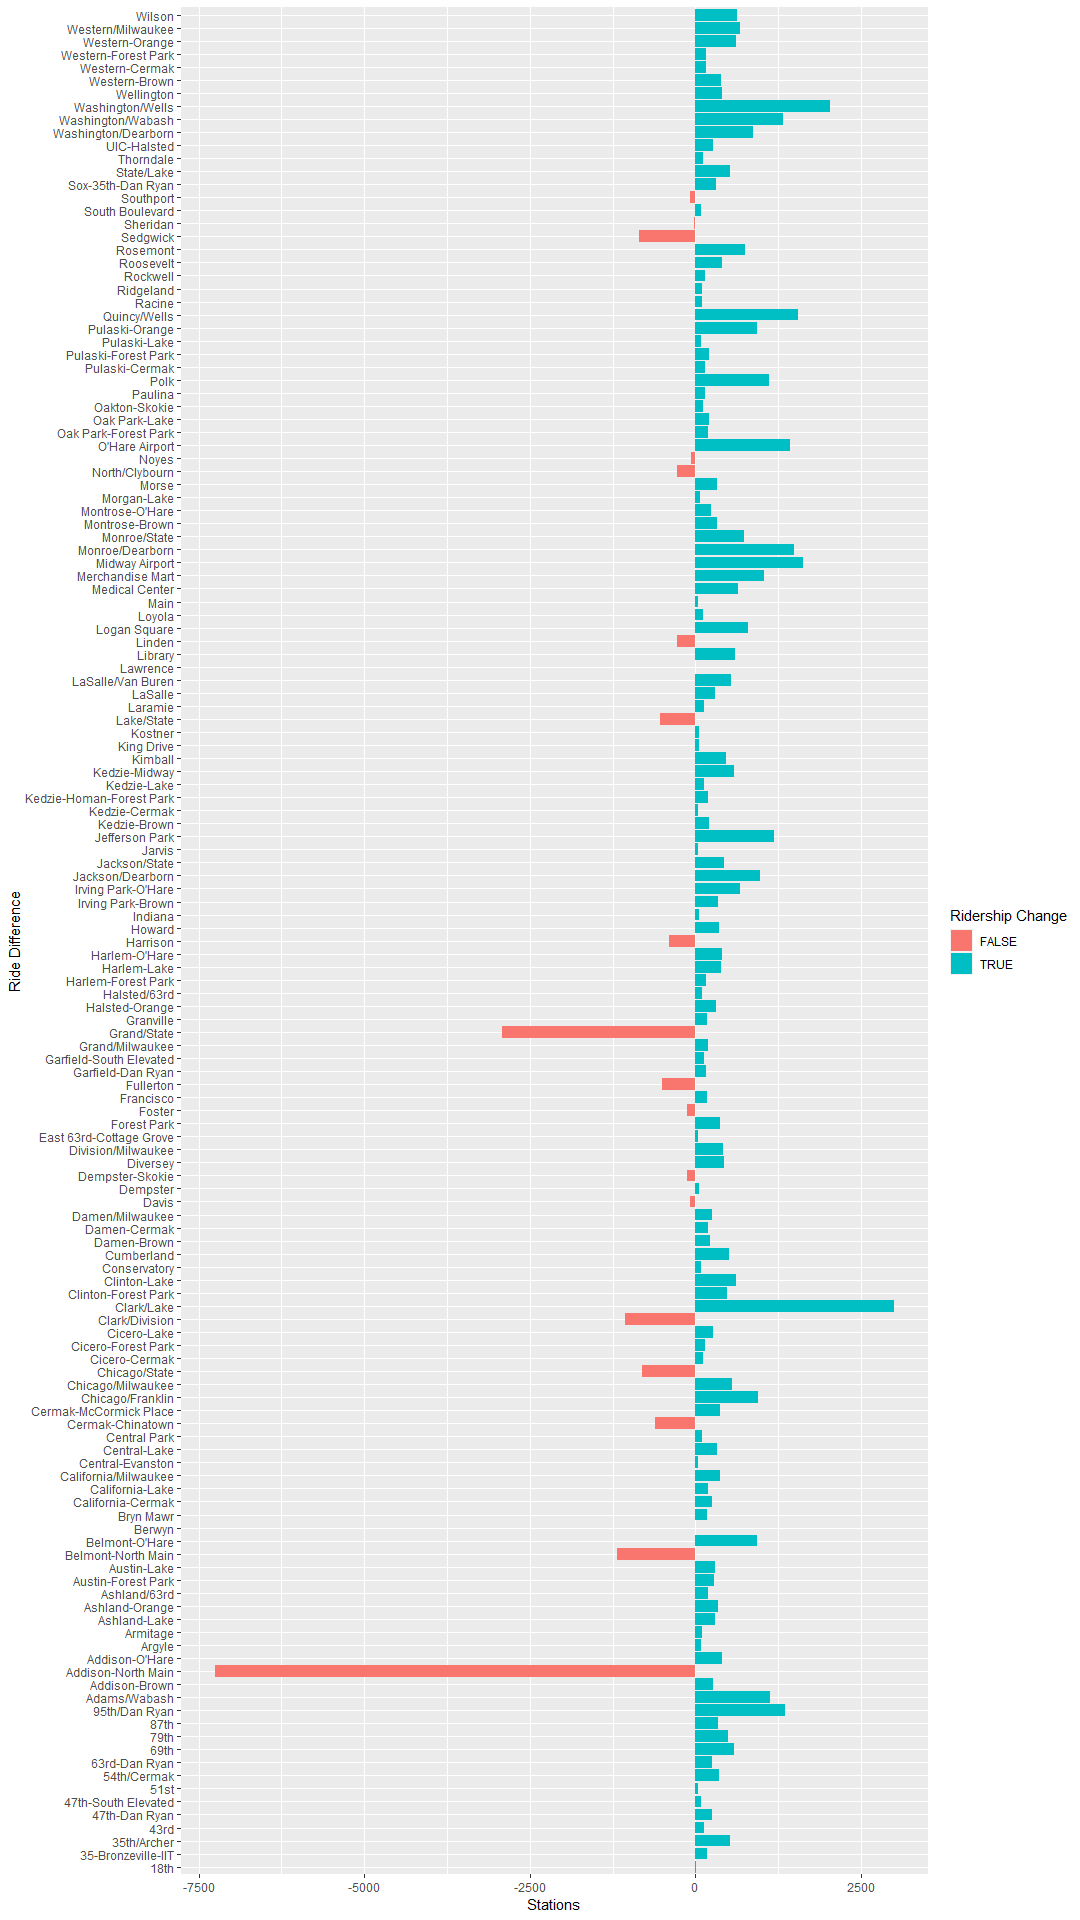 Wilson
Western/Milwaukee
Western-Orange
Western-Forest Park
Western-Cermak
Western-Brown
Wellington
Washington/Wells
Washington/Wabash
Washington/Dearborn
UIC-Halsted
Thorndale
State/Lake
Sox-35th-Dan Ryan
Southport
South Boulevard
Sheridan
Sedgwick
Rosemont
Roosevelt
Rockwell
Ridgeland
Racine
Quincy/Wells
Pulaski-Orange
Pulaski-Lake
Pulaski-Forest Park
Pulaski-Cermak
Polk
Paulina
Oakton-Skokie
Oak Park-Lake
Oak Park-Forest Park
O'Hare Airport
Noyes
North/Clybourn
Morse
Morgan-Lake
Montrose-O'Hare
Montrose-Brown
Monroe/State
Monroe/Dearborn
Midway Airport
Merchandise Mart
Medical Center
Main
Loyola
Logan Square
Linden
Library
Lawrence
LaSalle/Van Buren
LaSalle
Laramie
Lake/State
Kostner
King Drive
Kimball
Kedzie-Midway
Kedzie-Lake
Kedzie-Homan-Forest Park
Kedzie-Cermak
Kedzie-Brown
Jefferson Park
Jarvis
Jackson/State
Jackson/Dearborn
Irving Park-O'Hare
Irving Park-Brown
Indiana
Howard
Harrison
Harlem-O'Hare
Harlem-Lake
Harlem-Forest Park
Halsted/63rd
Halsted-Orange
Granville
Grand/State
Grand/Milwaukee
Garfield-South Elevated
Garfield-Dan Ryan
Fullerton
Francisco
Foster
Forest Park
East 63rd-Cottage Grove
Division/Milwaukee
Diversey
Dempster-Skokie
Dempster
Davis
Damen/Milwaukee
Damen-Cermak
Damen-Brown
Cumberland
Conservatory
Clinton-Lake
Clinton-Forest Park
Clark/Lake
Clark/Division
Cicero-Lake
Cicero-Forest Park
Cicero-Cermak
Chicago/State
Chicago/Milwaukee
Chicago/Franklin
Cermak-McCormick Place
Cermak-Chinatown
Central Park
Central-Lake
Central-Evanston
California/Milwaukee
California-Lake
California-Cermak
Bryn Mawr
Berwyn
Belmont-O'Hare
Belmont-North Main
Austin-Lake
Austin-Forest Park
Ashland/63rd
Ashland-Orange
Ashland-Lake
Armitage
Argyle
Addison-O'Hare
Addison-North Main
Addison-Brown
Adams/Wabash
95th/Dan Ryan
87th
79th
69th
63rd-Dan Ryan
54th/Cermak
51st
47th-South Elevated
47th-Dan Ryan
43rd
35th/Archer
35-Bronzeville-IIT
18th
Ride Difference
-7500 -5000 -2500 0 2500
Stations
Ridership Change
FALSE
TRUE